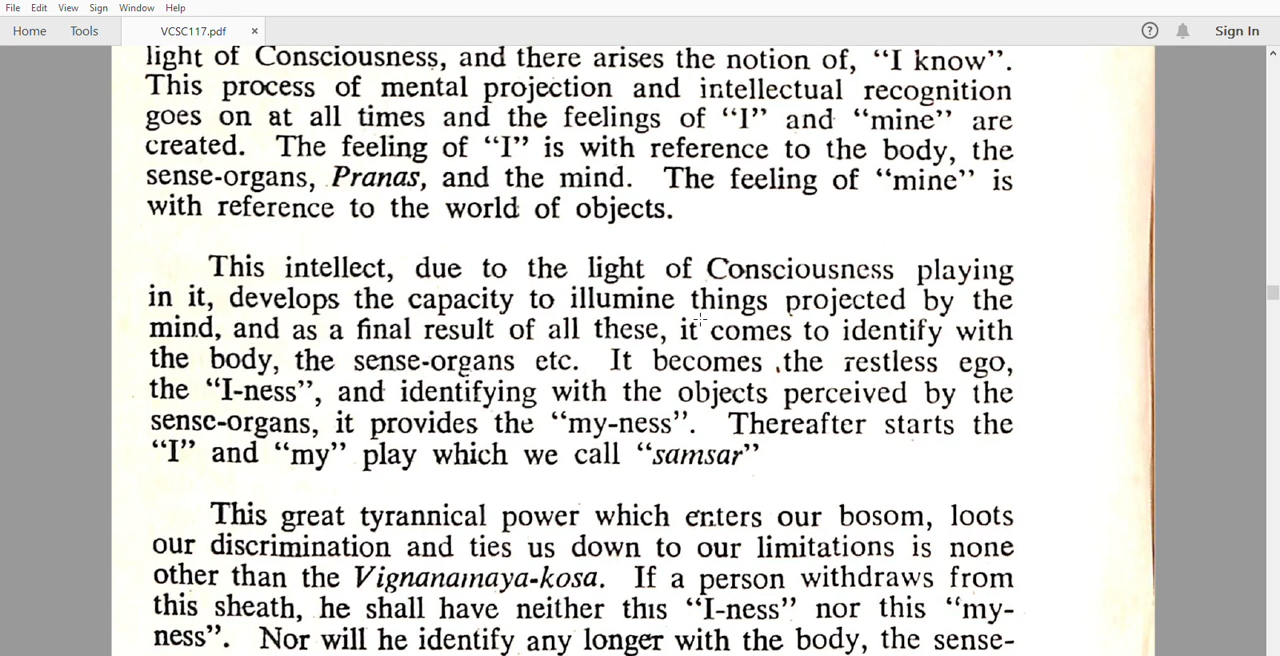 File Edit View Sign Window Help
Home Tools VCSC117.pdf × ? Sign In
light of Consciousness, and there arises the notion of, “I know”.
This process of mental projection and intellectual recognition
goes on at all times and the feelings of “I” and “mine” are
created. The feeling of “I” is with reference to the body, the
sense-organs, Pranas, and the mind. The feeling of “mine” is
with reference to the world of objects.
This intellect, due to the light of Consciousness playing
in it, develops the capacity to illumine things projected by the
mind, and as a final result of all these, it comes to identify with
the body, the sense-organs etc. It becomes the restless ego,
the “I-ness”, and identifying with the objects perceived by the
sense-organs, it provides the “my-ness”. Thereafter starts the
“I” and “my” play which we call “samsar”
This great tyrannical power which enters our bosom, loots
our discrimination and ties us down to our limitations is none
other than the Vignanamaya-kosa. If a person withdraws from
this sheath, he shall have neither this “I-ness” nor this “my-
ness”. Nor will he identify any longer with the body, the sense-